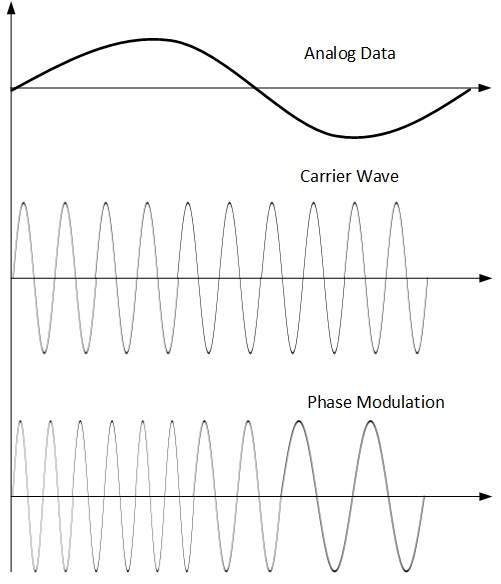 Analog Data
Carrier Wave
Phase Modulation